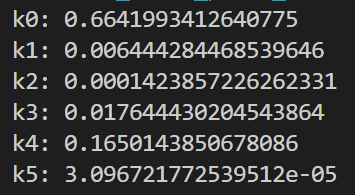 k0: 0.6641993412640775
k1: 0.006444284468539646
k2: 0.0001423857226262331
k3: 0.017644430204543864
k4: 0.1650143850678086
k5: 3.096721772539512e-05